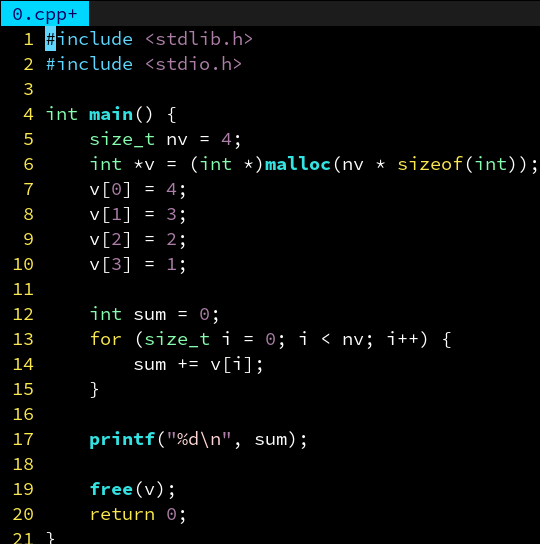 0.cpp+
1 #include <stdlib.h>
2 #include <stdio.h>
3
4 int main() {
5     size_t nv = 4;
6     int *v = (int *)malloc(nv * sizeof(int));
7     v[0] = 4;
8     v[1] = 3;
9     v[2] = 2;
10     v[3] = 1;
11
12     int sum = 0;
13     for (size_t i = 0; i < nv; i++) {
14         sum += v[i];
15     }
16
17     printf("%d\n", sum);
18
19     free(v);
20     return 0;
21 }